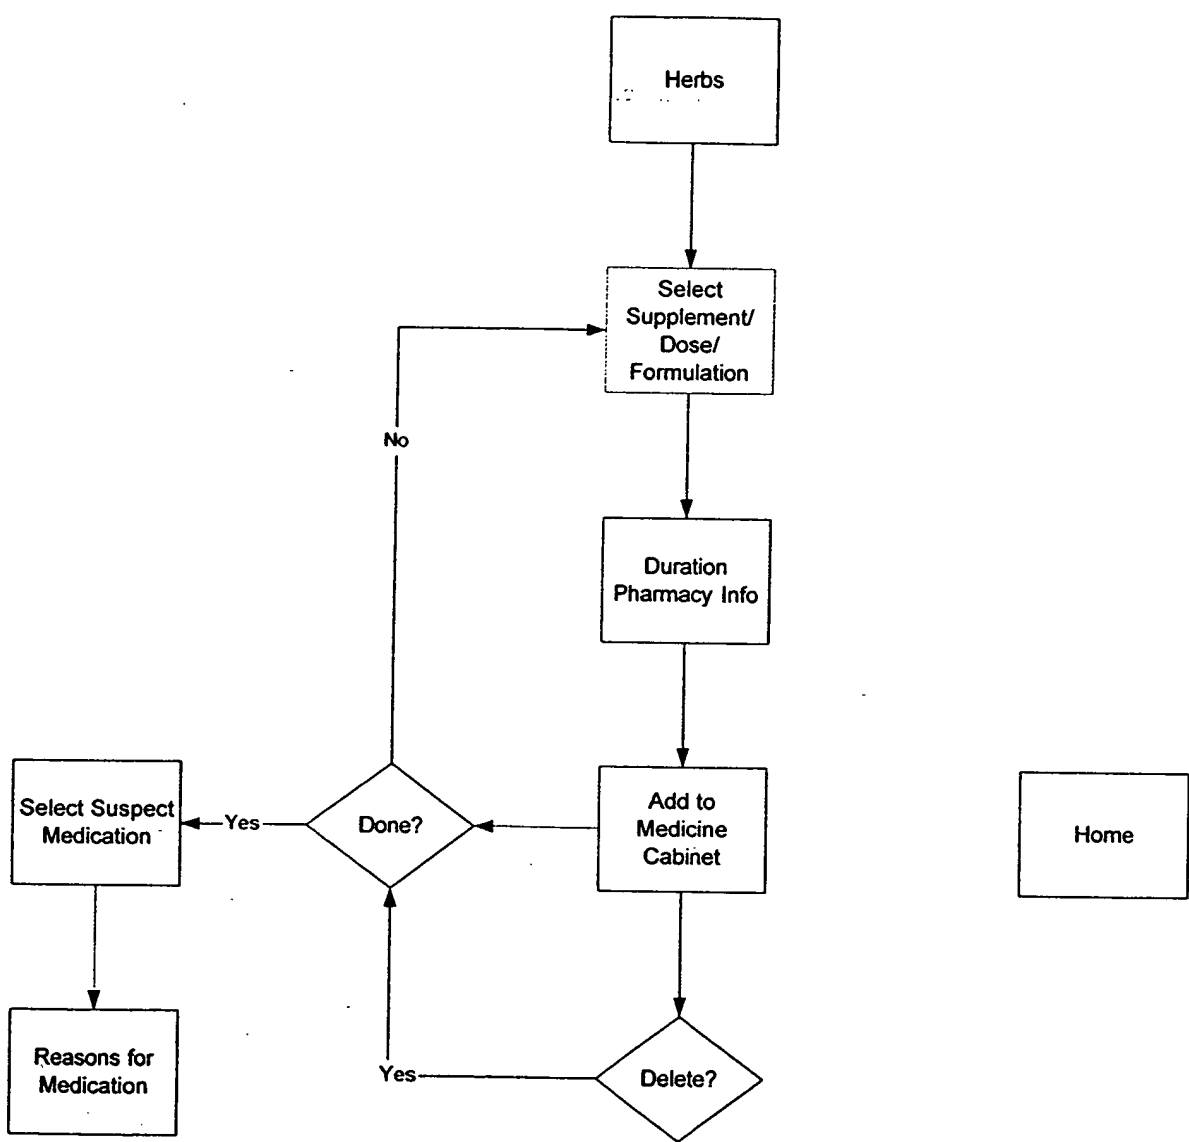 Herbs
Select
Supplement/
Dose/
Formulation
No
Duration
Pharmacy Info
Select Suspect
Medication
Yes
Done?
Add to
Medicine
Cabinet
Home
Reasons for
Medication
Yes
Delete?